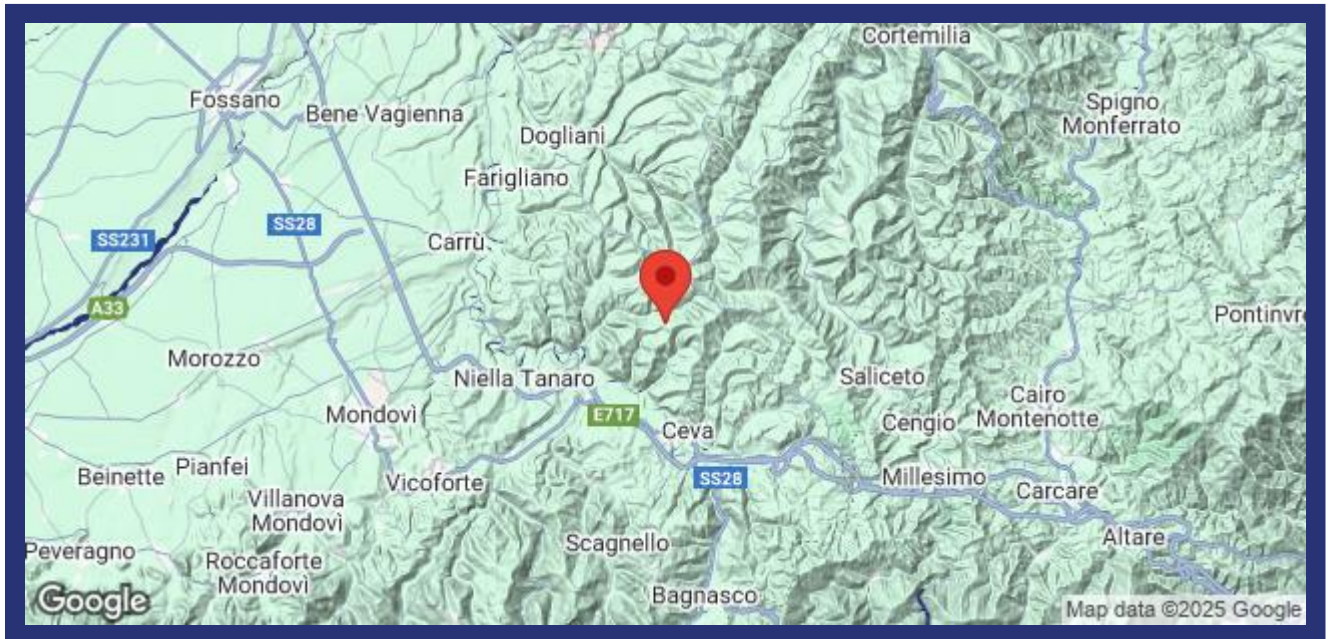 Cortemilia
Fossano
Bene Vagienna
Spigno
Monferrato
Dogliani
Farigliano
SS28
SS231
Carrù
A33
Pontinvr
Morozzo
Niella Tanaro
Saliceto
Mondovì
E717
Cairo
Montenotte
Cengio
Ceva
Beinette
Pianfei
Vicoforte
SS28
Millesimo
Carcare
Villanova
Mondovì
Altare
Peveragno
Scagnello
Roccaforte
Mondovì
Bagnasco
Google
Map data ©2025 Google